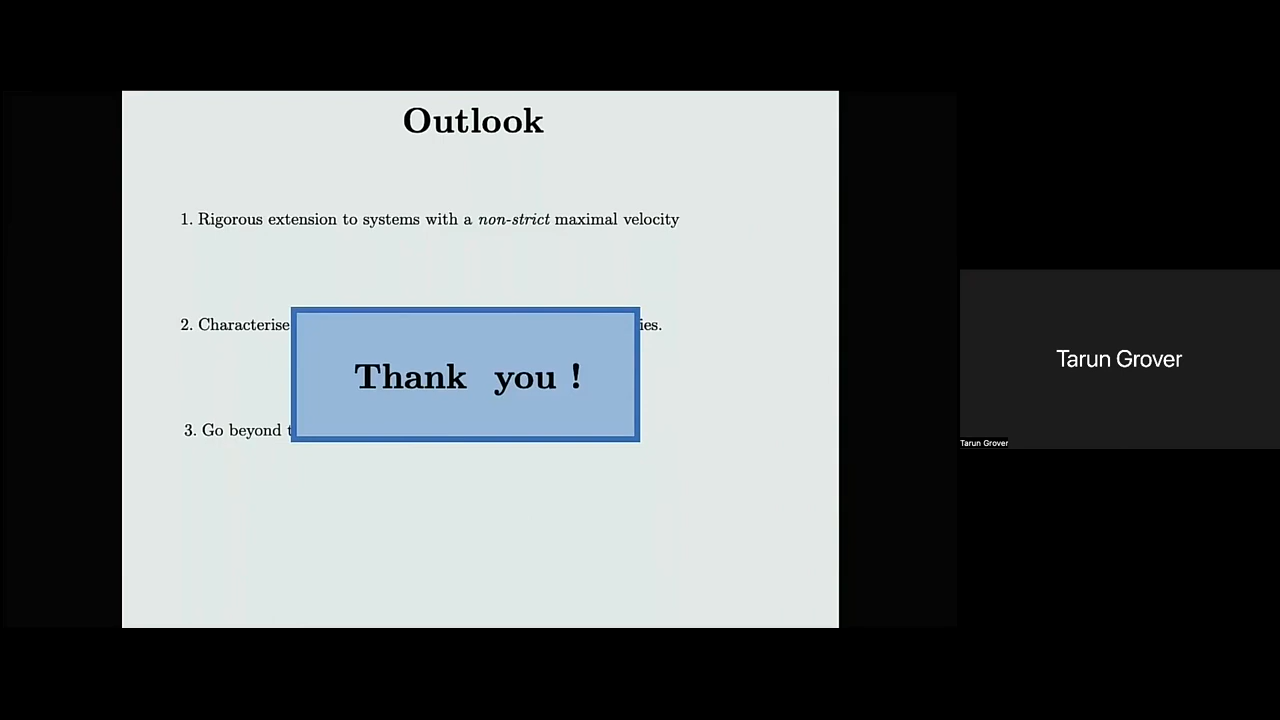 Outlook
1. Rigorous extension to systems with a non-strict maximal velocity
2. Characterise ies.
Thank you !
3. Go beyond t
Tarun Grover
Tarun Grover